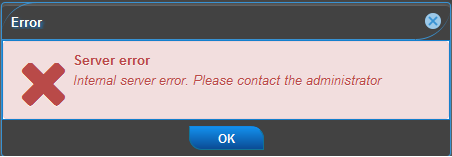 Error
Server error
Internal server error. Please contact the administrator
OK